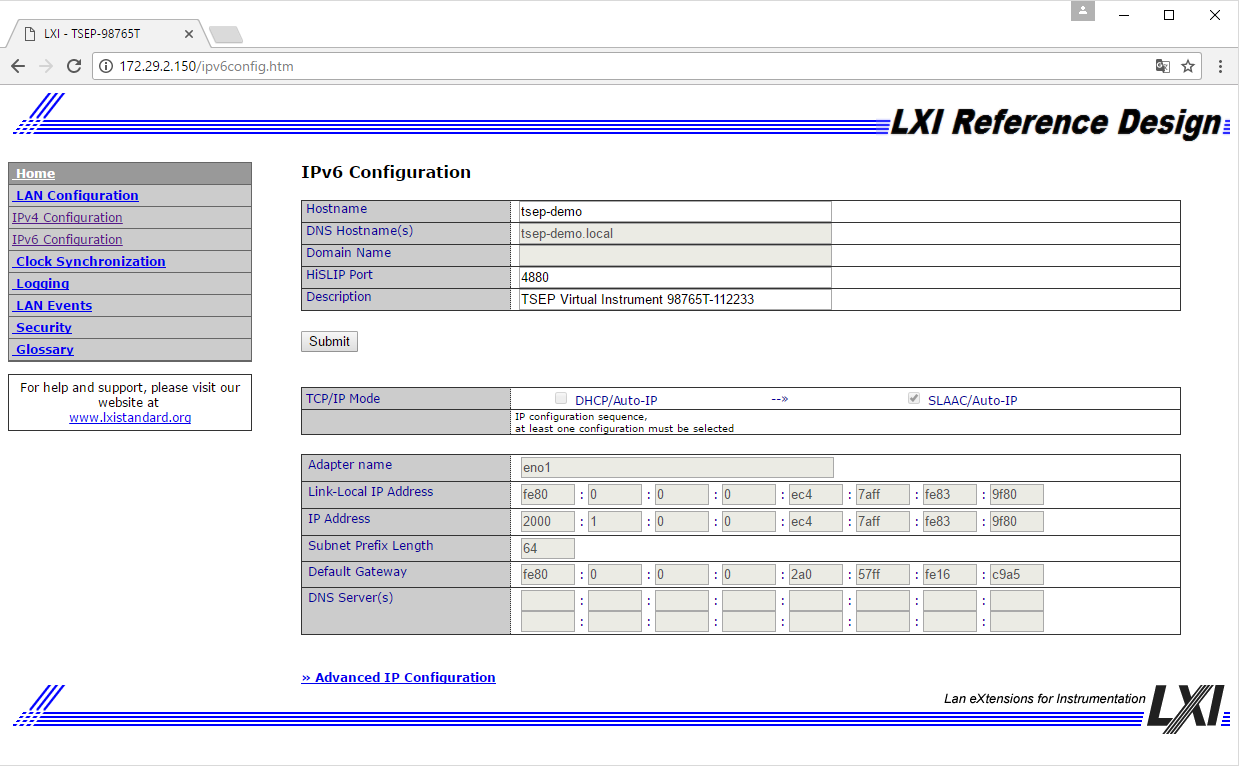 LXI - TSEP-98765T
172.29.2.150/ipv6config.htm
LXI Reference Design
Home
LAN Configuration
IPv4 Configuration
IPv6 Configuration
Clock Synchronization
Logging
LAN Events
Security
Glossary
For help and support, please visit our
website at
www.lxistandard.org
IPv6 Configuration
Hostname tsep-demo
DNS Hostname(s) tsep-demo.local
Domain Name
HiSLIP Port 4880
Description TSEP Virtual Instrument 98765T-112233
Submit
TCP/IP Mode DHCP/Auto-IP --» SLAAC/Auto-IP
IP configuration sequence,
at least one configuration must be selected
Adapter name eno1
Link-Local IP Address fe80 : 0 : 0 : 0 : ec4 : 7aff : fe83 : 9f80
IP Address 2000 : 1 : 0 : 0 : ec4 : 7aff : fe83 : 9f80
Subnet Prefix Length 64
Default Gateway fe80 : 0 : 0 : 0 : 2a0 : 57ff : fe16 : c9a5
DNS Server(s) : : : : : : :
: : : : : : :
» Advanced IP Configuration
Lan eXtensions for Instrumentation LXI